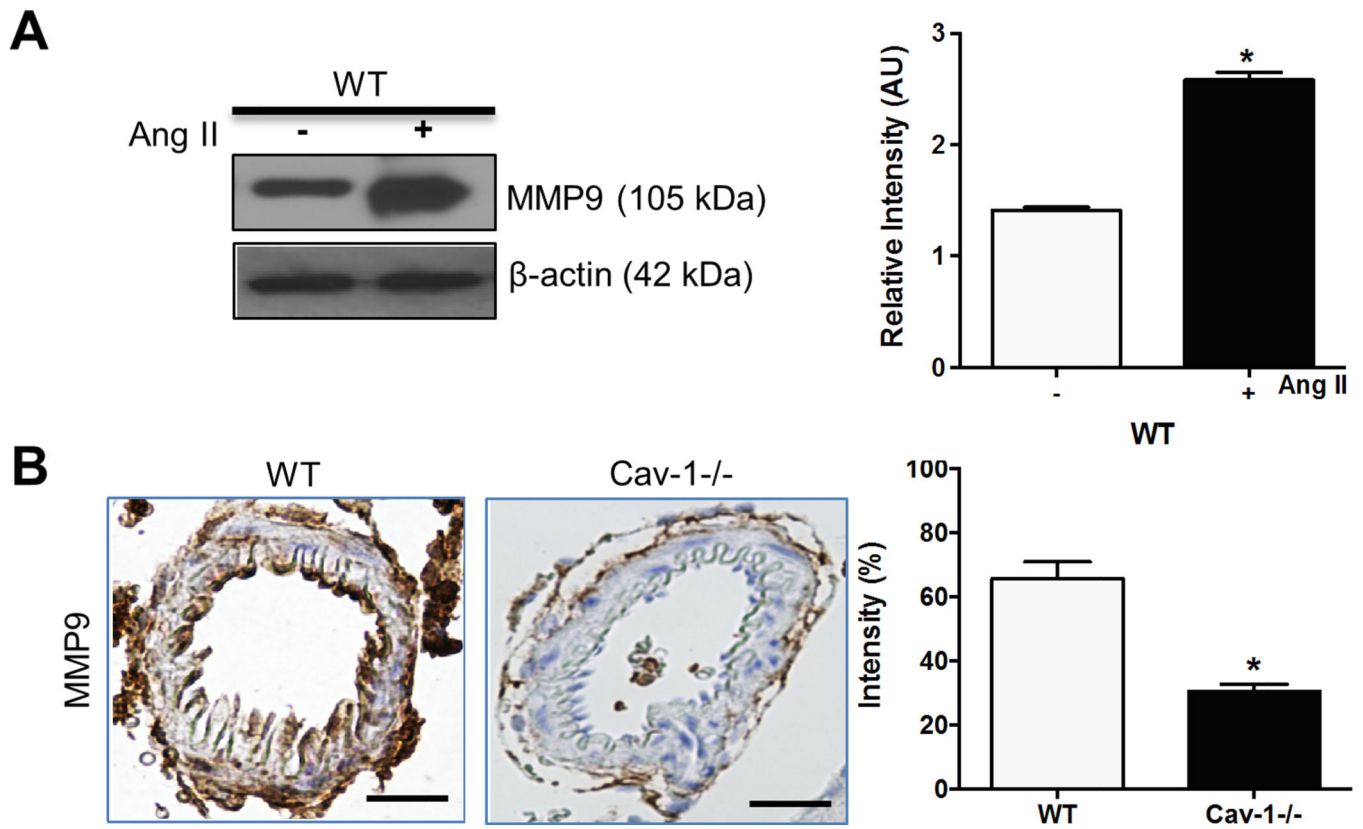 A
WT
Ang II - +
MMP9 (105 kDa)
β-actin (42 kDa)
Relative Intensity (AU)
3
2
1
0
*
- + Ang II
WT
B
WT Cav-1-/-
MMP9
Intensity (%)
100
80
60
40
20
0
*
WT Cav-1-/-